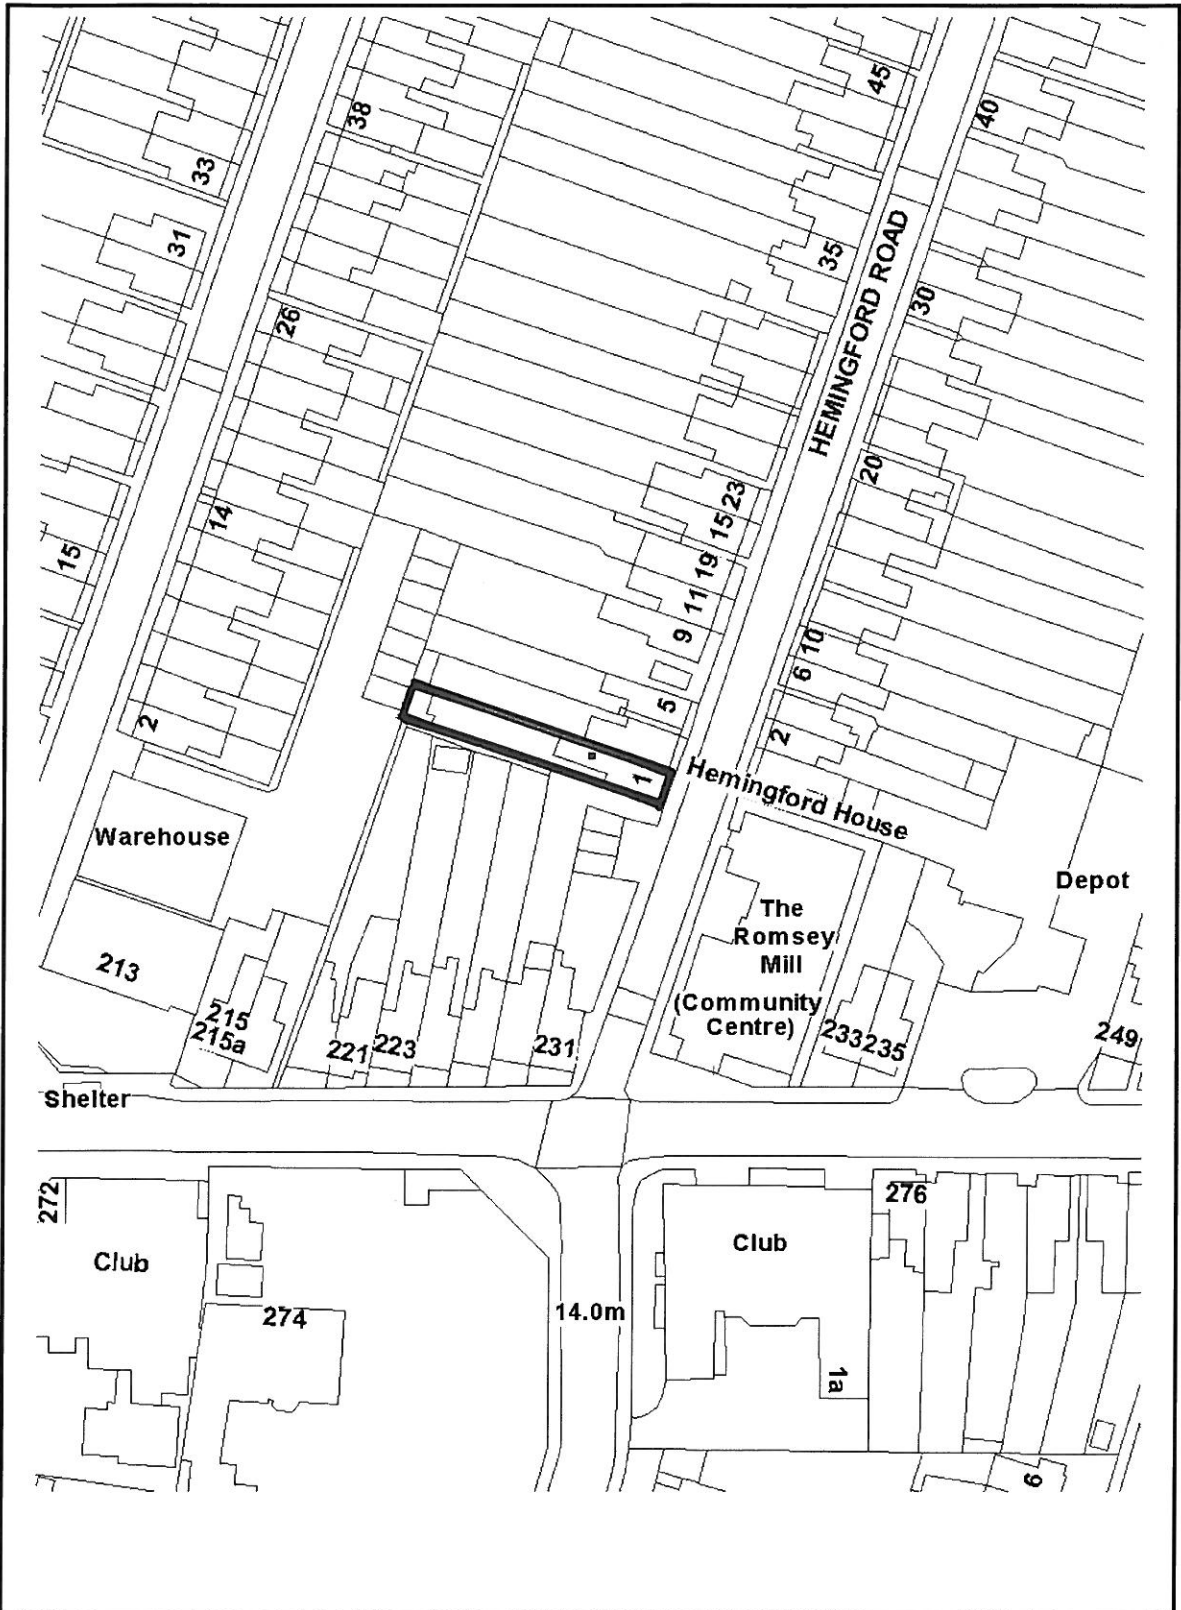 45
38
40
33
31
35
HEMINGFORD ROAD
30
26
23
20
14
15
15
19
11
9
10
6
5
2
2
1
Hemingford House
Warehouse
Depot
The
Romsey
Mill
(Community
Centre)
213
215
215a
221
223
231
233
235
249
Shelter
272
276
Club
Club
274
14.0m
1a
6